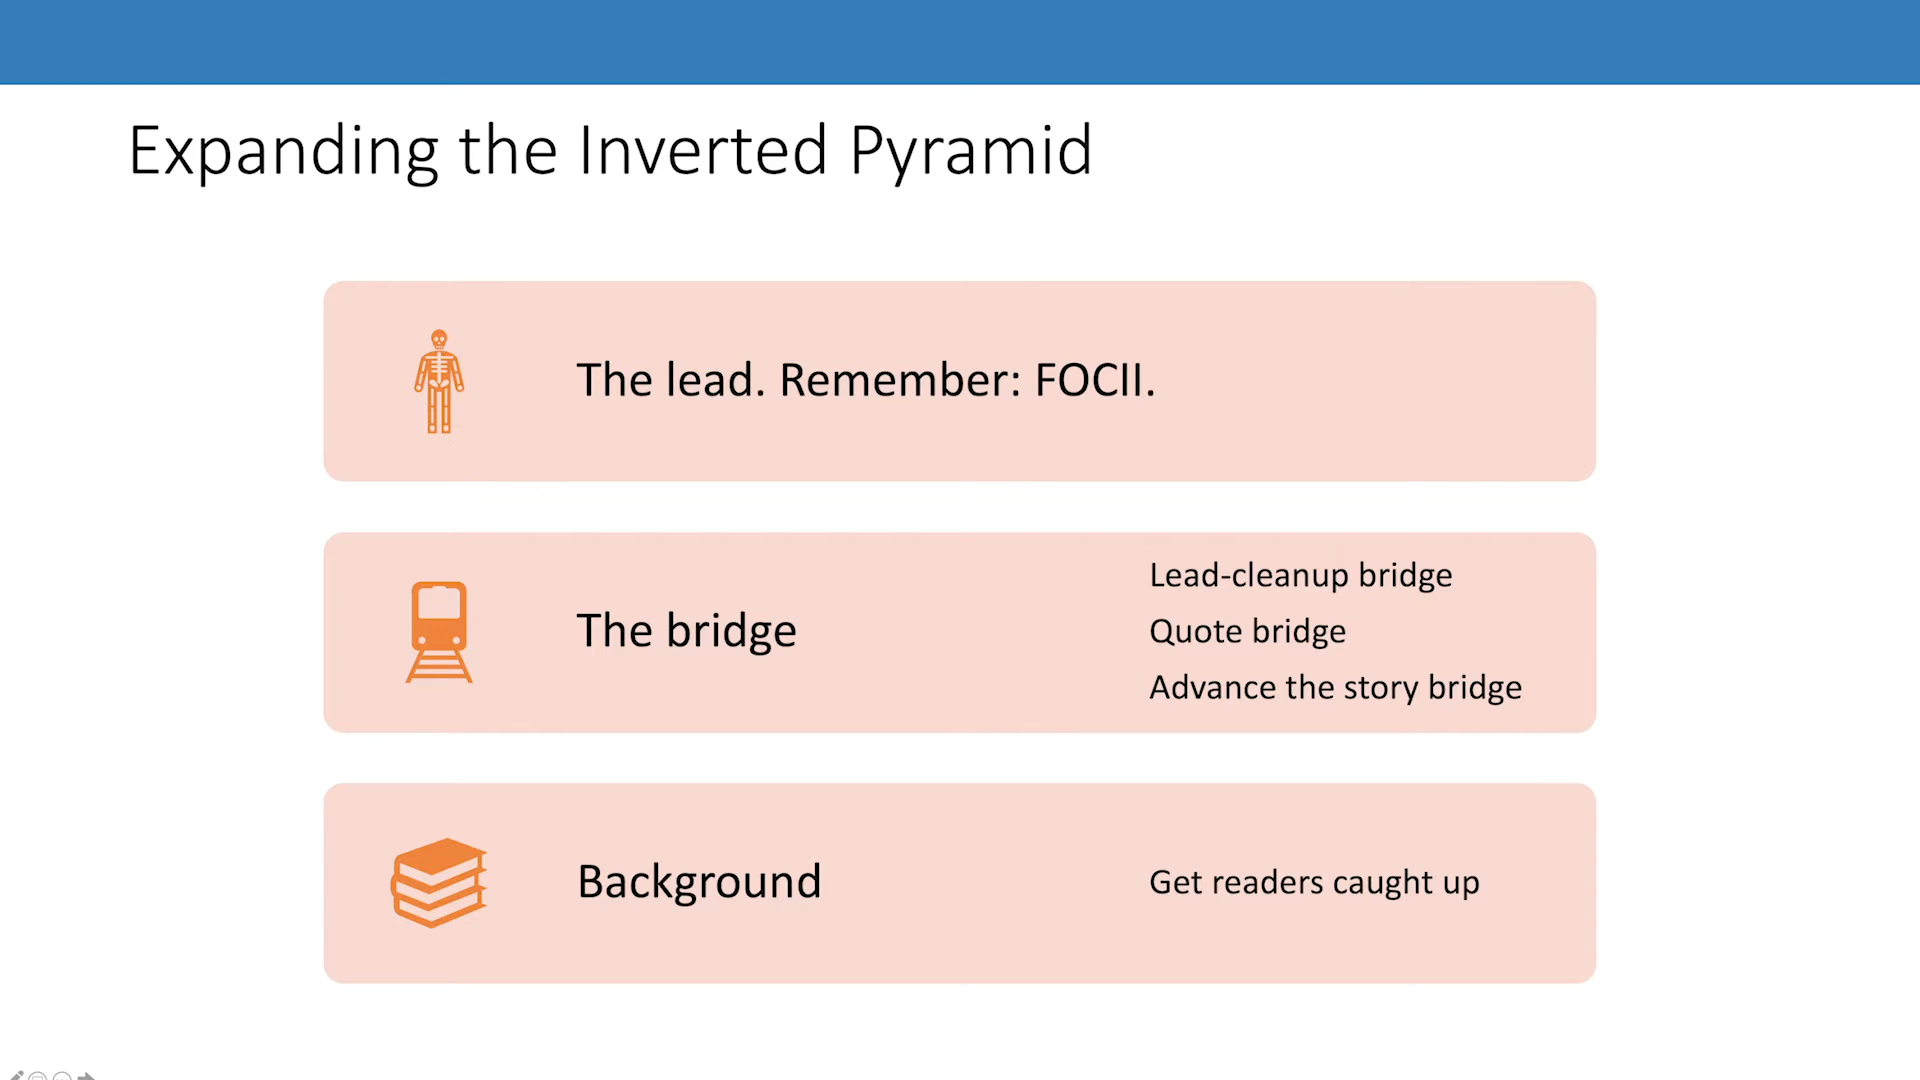 Expanding the Inverted Pyramid
The lead. Remember: FOCII.
The bridge
Lead-cleanup bridge
Quote bridge
Advance the story bridge
Background
Get readers caught up